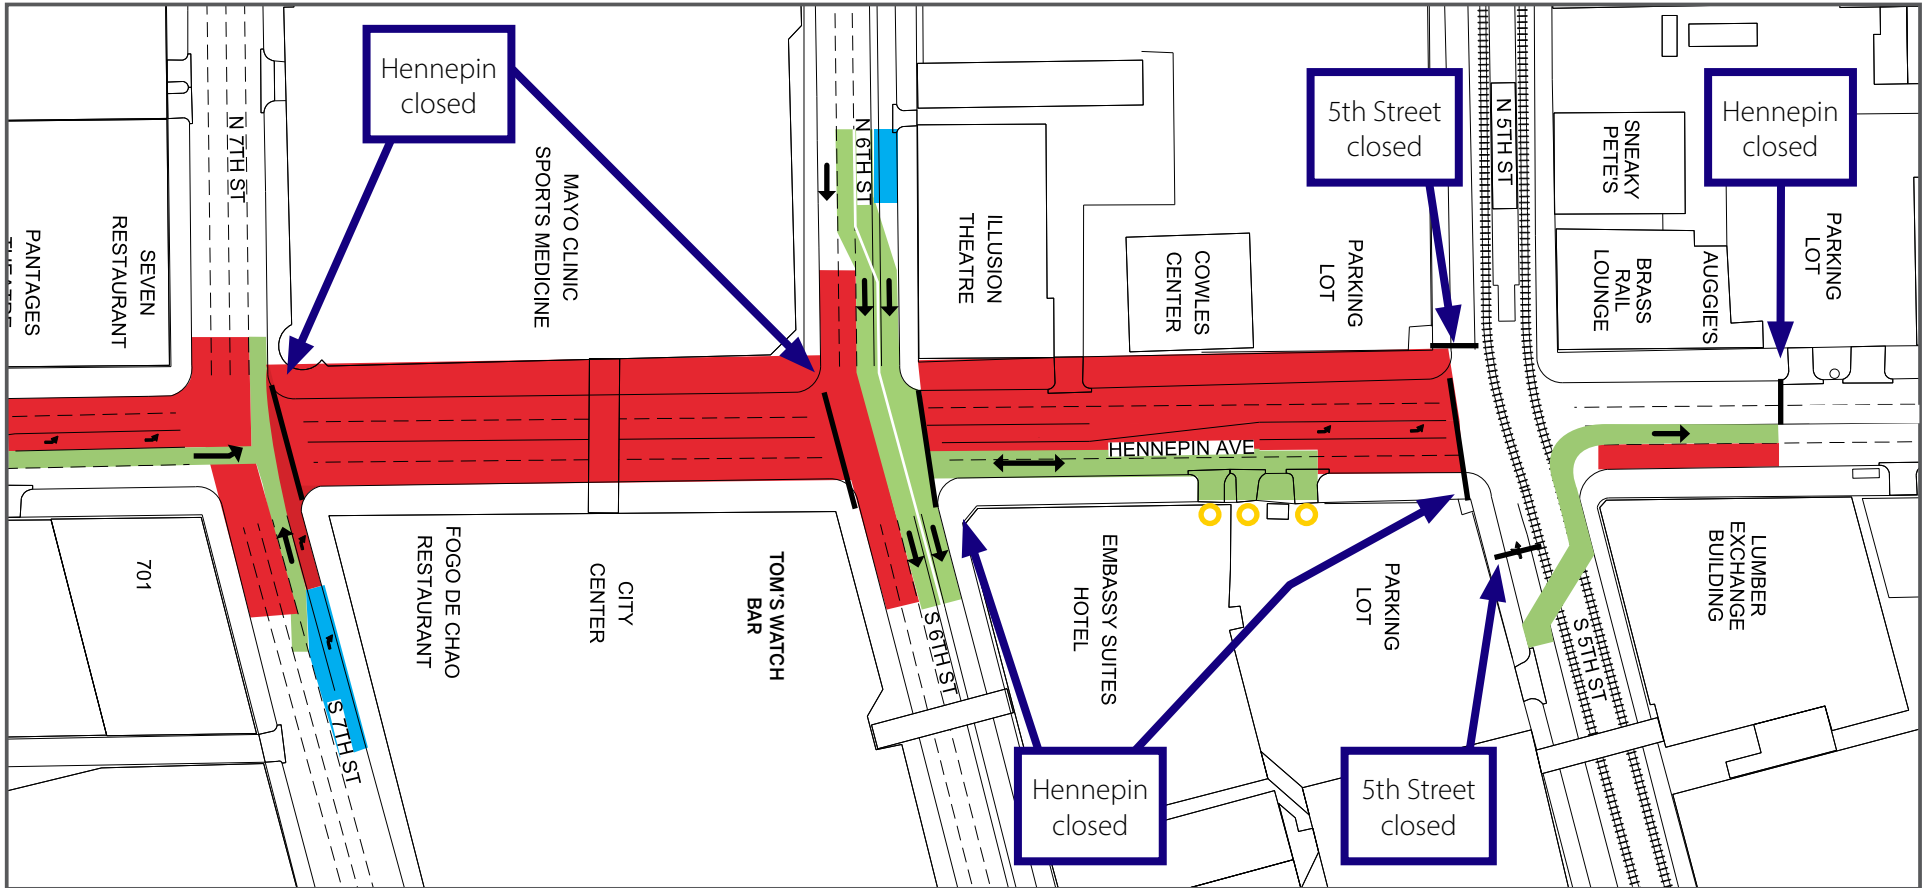 Hennepin
closed
5th Street
closed
Hennepin
closed
N 7TH ST
N 6TH ST
N 5TH ST
PANTAGES
SEVEN
RESTAURANT
MAYO CLINIC
SPORTS MEDICINE
ILLUSION
THEATRE
COWLES
CENTER
PARKING
LOT
SNEAKY
PETE'S
BRASS
RAIL
LOUNGE
AUGGIE'S
PARKING
LOT
HENNEPIN AVE
701
FOGO DE CHAO
RESTAURANT
CITY
CENTER
TOM'S WATCH
BAR
EMBASSY SUITES
HOTEL
PARKING
LOT
LUMBER
EXCHANGE
BUILDING
S 7TH ST
S 6TH ST
S 5TH ST
Hennepin
closed
5th Street
closed